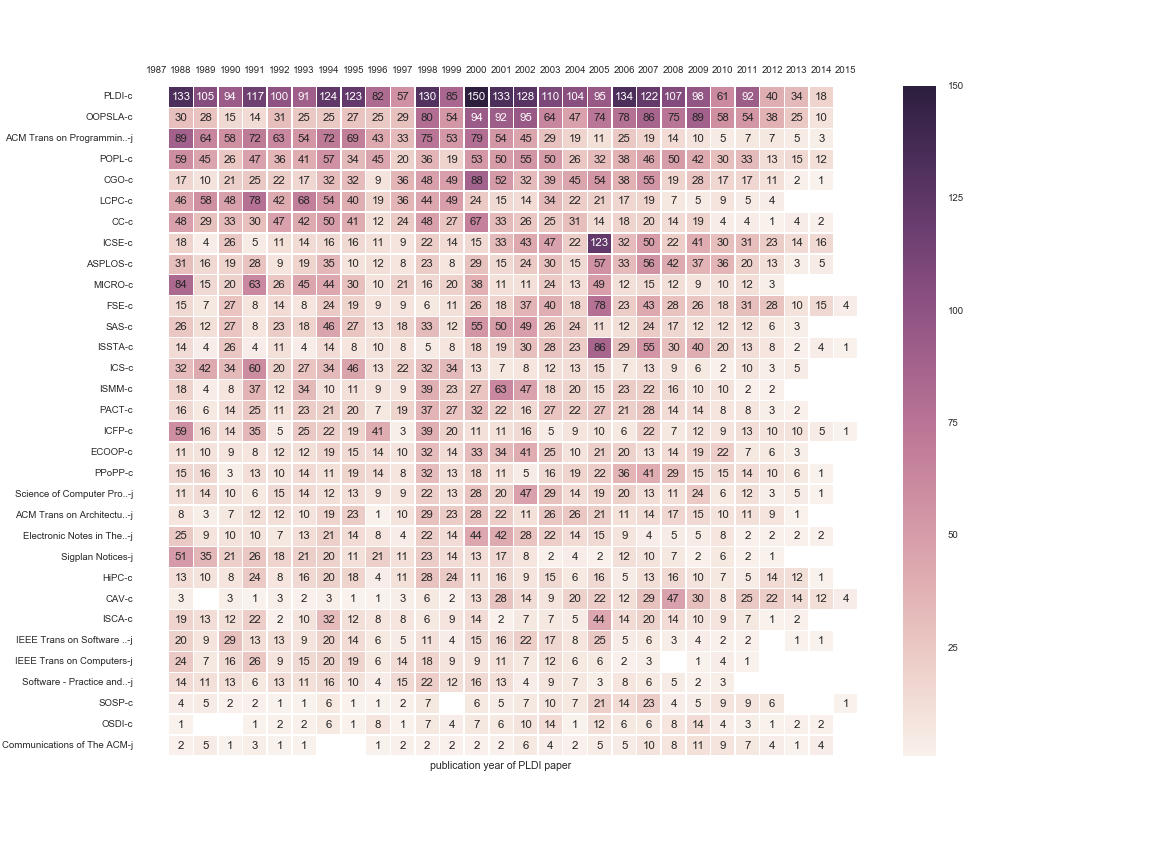 1987 1988 1989 1990 1991 1992 1993 1994 1995 1996 1997 1998 1999 2000 2001 2002 2003 2004 2005 2006 2007 2008 2009 2010 2011 2012 2013 2014 2015
PLDI-c 133 105 94 117 100 91 124 123 82 57 130 85 150 133 128 110 104 95 134 122 107 98 61 92 40 34 18
OOPSLA-c 30 28 15 14 31 25 25 27 25 29 80 54 94 92 95 64 47 74 78 86 75 89 58 54 38 25 10
ACM Trans on Programmin..-j 89 64 58 72 63 54 72 69 43 33 75 53 79 54 45 29 19 11 25 19 14 10 5 7 7 5 3
POPL-c 59 45 26 47 36 41 57 34 45 20 36 19 53 50 55 50 26 32 38 46 50 42 30 33 13 15 12
CGO-c 17 10 21 25 22 17 32 32 9 36 48 49 88 52 32 39 45 54 38 55 19 28 17 17 11 2 1
LCPC-c 46 58 48 78 42 68 54 40 19 36 44 49 24 15 14 34 22 21 17 19 7 5 9 5 4
CC-c 48 29 33 30 47 42 50 41 12 24 48 27 67 33 26 25 31 14 18 20 14 19 4 4 1 4 2
ICSE-c 18 4 26 5 11 14 16 16 11 9 22 14 15 33 43 47 22 123 32 50 22 41 30 31 23 14 16
ASPLOS-c 31 16 19 28 9 19 35 10 12 8 23 8 29 15 24 30 15 57 33 56 42 37 36 20 13 3 5
MICRO-c 84 15 20 63 26 45 44 30 10 21 16 20 38 11 11 24 13 49 12 15 12 9 10 12 3
FSE-c 15 7 27 8 14 8 24 19 9 9 6 11 26 18 37 40 18 78 23 43 28 26 18 31 28 10 15 4
SAS-c 26 12 27 8 23 18 46 27 13 18 33 12 55 50 49 26 24 11 12 24 17 12 12 12 6 3
ISSTA-c 14 4 26 4 11 4 14 8 10 8 5 8 18 19 30 28 23 86 29 55 30 40 20 13 8 2 4 1
ICS-c 32 42 34 60 20 27 34 46 13 22 32 34 13 7 8 12 13 15 7 13 9 6 2 10 3 5
ISMM-c 18 4 8 37 12 34 10 11 9 9 39 23 27 63 47 18 20 15 23 22 16 10 10 2 2
PACT-c 16 6 14 25 11 23 21 20 7 19 37 27 32 22 16 27 22 27 21 28 14 14 8 8 3 2
ICFP-c 59 16 14 35 5 25 22 19 41 3 39 20 11 11 16 5 9 10 6 22 7 12 9 13 10 10 5 1
ECOOP-c 11 10 9 8 12 12 19 15 14 10 32 14 33 34 41 25 10 21 20 13 14 19 22 7 6 3
PPoPP-c 15 16 3 13 10 14 11 19 14 8 32 13 18 11 5 16 19 22 36 41 29 15 15 14 10 6 1
Science of Computer Pro..-j 11 14 10 6 15 14 12 13 9 9 22 13 28 20 47 29 14 19 20 13 11 24 6 12 3 5 1
ACM Trans on Architectu..-j 8 3 7 12 12 10 19 23 1 10 29 23 28 22 11 26 26 21 11 14 17 15 10 11 9 1
Electronic Notes in The..-j 25 9 10 10 7 13 21 14 8 4 22 14 44 42 28 22 14 15 9 4 5 5 8 2 2 2 2
Sigplan Notices-j 51 35 21 26 18 21 20 11 21 11 23 14 13 17 8 2 4 2 12 10 7 2 6 2 1
HiPC-c 13 10 8 24 8 16 20 18 4 11 28 24 11 16 9 15 6 16 5 13 16 10 7 5 14 12 1
CAV-c 3 3 1 3 2 3 1 1 3 6 2 13 28 14 9 20 22 12 29 47 30 8 25 22 14 12 4
ISCA-c 19 13 12 22 2 10 32 12 8 8 6 9 14 2 7 7 5 44 14 20 14 10 9 7 1 2
IEEE Trans on Software ..-j 20 9 29 13 13 9 20 14 6 5 11 4 15 16 22 17 8 25 5 6 3 4 2 2 1 1
IEEE Trans on Computers-j 24 7 16 26 9 15 20 19 6 14 18 9 9 11 7 12 6 6 2 3 1 4 1
Software - Practice and..-j 14 11 13 6 13 11 16 10 4 15 22 12 16 13 4 9 7 3 8 6 5 2 3
SOSP-c 4 5 2 2 1 1 6 1 1 2 7 6 5 7 10 7 21 14 23 4 5 9 9 6 1
OSDI-c 1 1 2 2 6 1 8 1 7 4 7 6 10 14 1 12 6 6 8 14 4 3 1 2 2
Communications of The ACM-j 2 5 1 3 1 1 1 2 2 2 2 2 6 4 2 5 5 10 8 11 9 7 4 1 4
publication year of PLDI paper
150
125
100
75
50
25